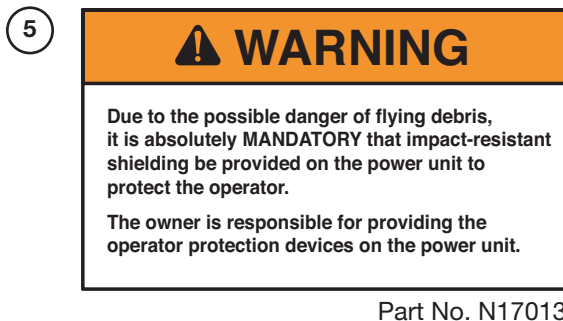 5
WARNING
Due to the possible danger of flying debris,
it is absolutely MANDATORY that impact-resistant
shielding be provided on the power unit to
protect the operator.
The owner is responsible for providing the
operator protection devices on the power unit.
Part No. N17013